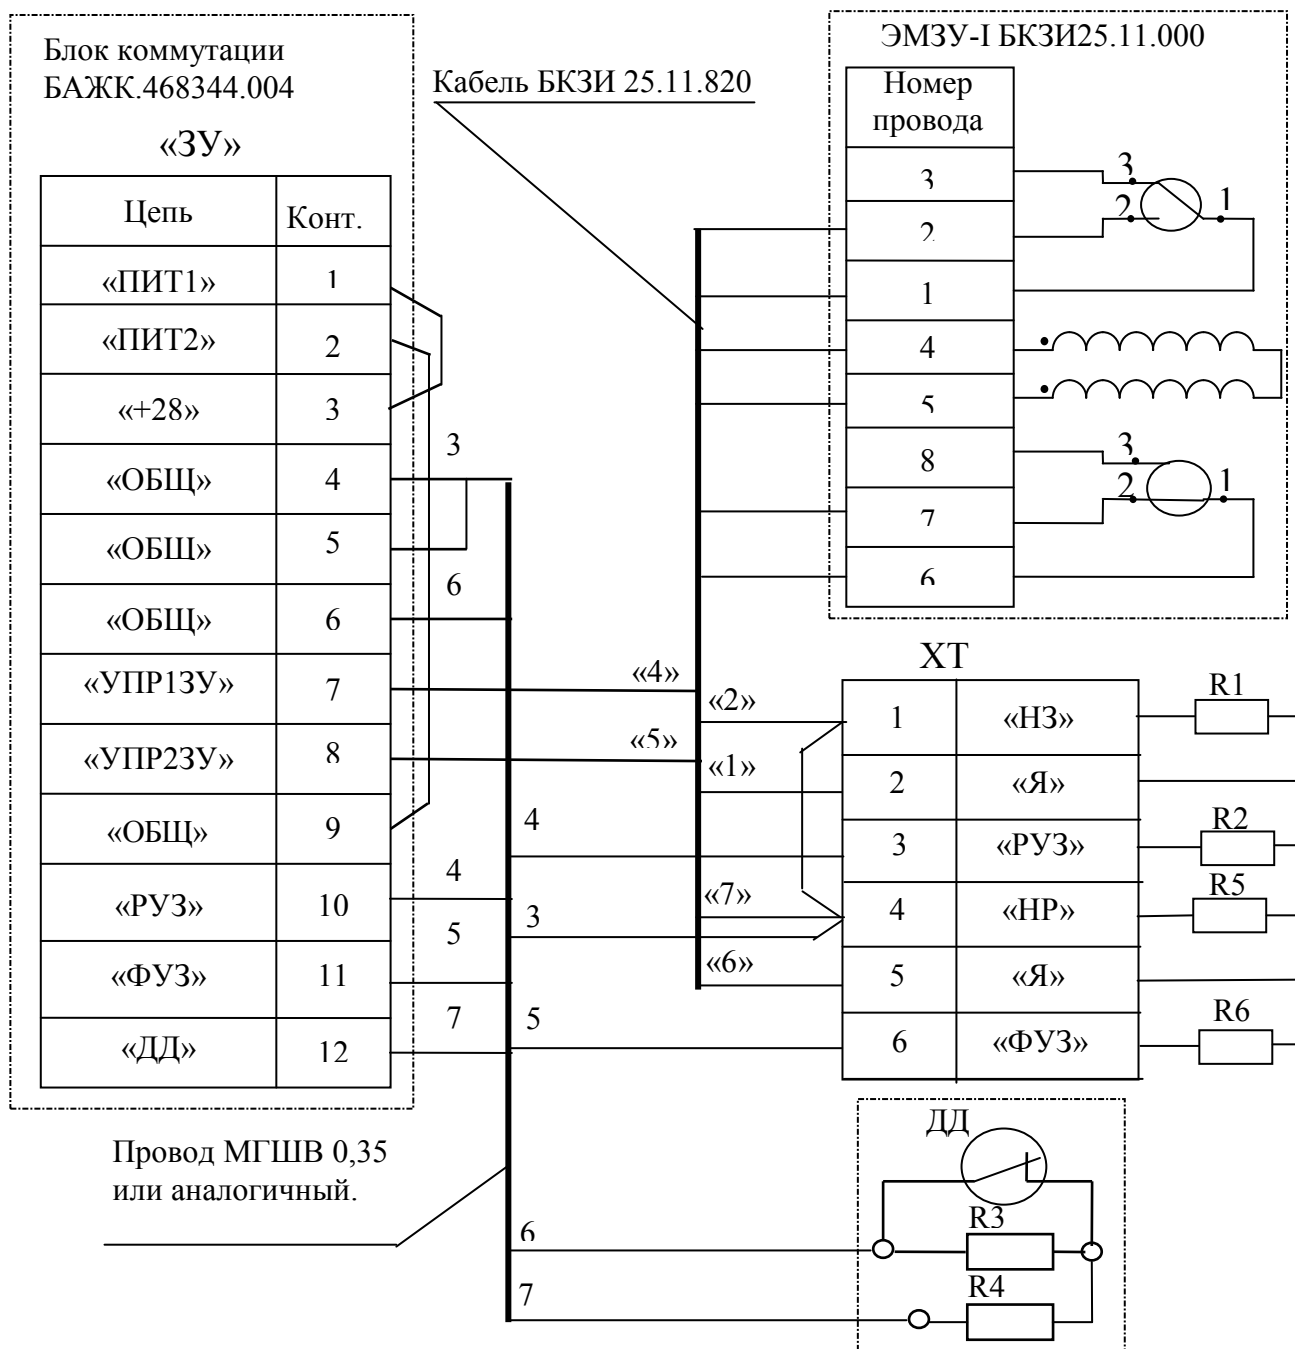 Блок коммутации
БАЖК.468344.004
«ЗУ»
Цепь Конт.
«ПИТ1» 1
«ПИТ2» 2
«+28» 3
«ОБЩ» 4
«ОБЩ» 5
«ОБЩ» 6
«УПР1ЗУ» 7
«УПР2ЗУ» 8
«ОБЩ» 9
«РУЗ» 10
«ФУЗ» 11
«ДД» 12
3
6
4
5
7
Провод МГШВ 0,35
или аналогичный.
Кабель БКЗИ 25.11.820
«4»
«5»
«2»
«1»
«7»
«6»
4
3
5
6
7
ЭМЗУ-I БКЗИ25.11.000
Номер
провода
3
2
1
4
5
8
7
6
3
2
1
3
2
1
ХТ
1 «НЗ» R1
2 «Я»
3 «РУЗ» R2
4 «НР» R5
5 «Я»
6 «ФУЗ» R6
ДД
R3
R4